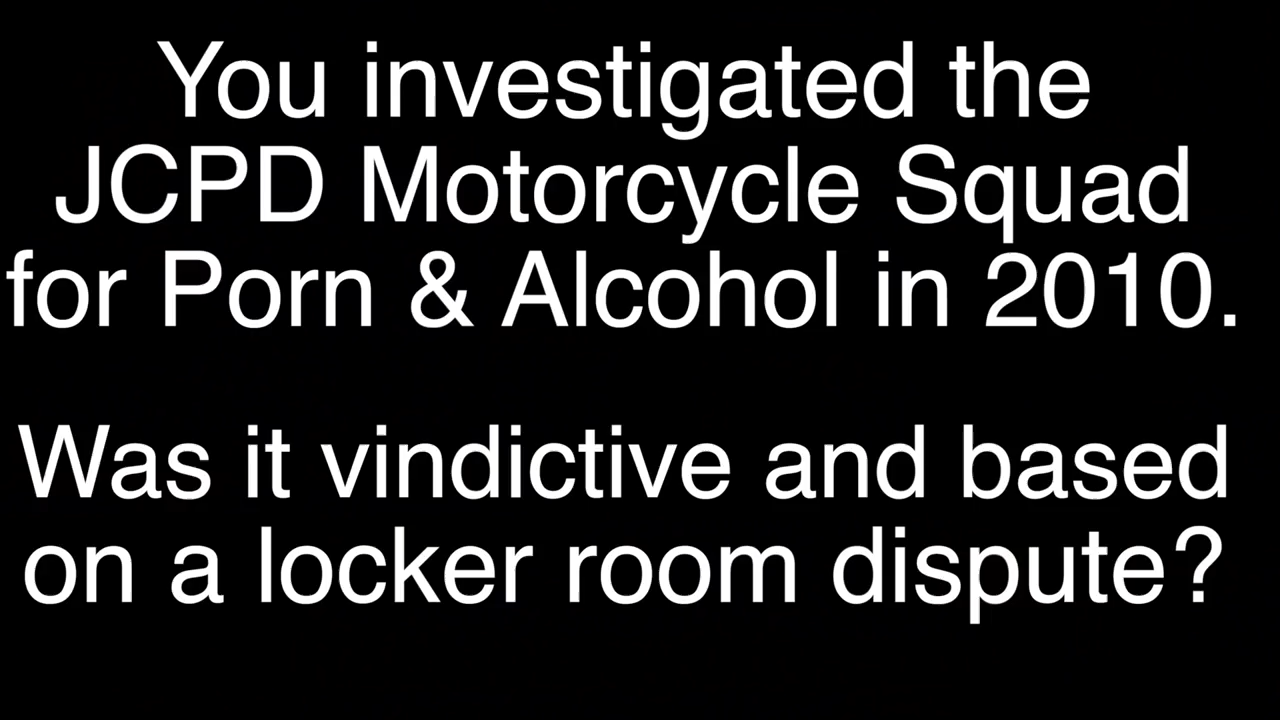 You investigated the
JCPD Motorcycle Squad
for Porn & Alcohol in 2010.
Was it vindictive and based
on a locker room dispute?